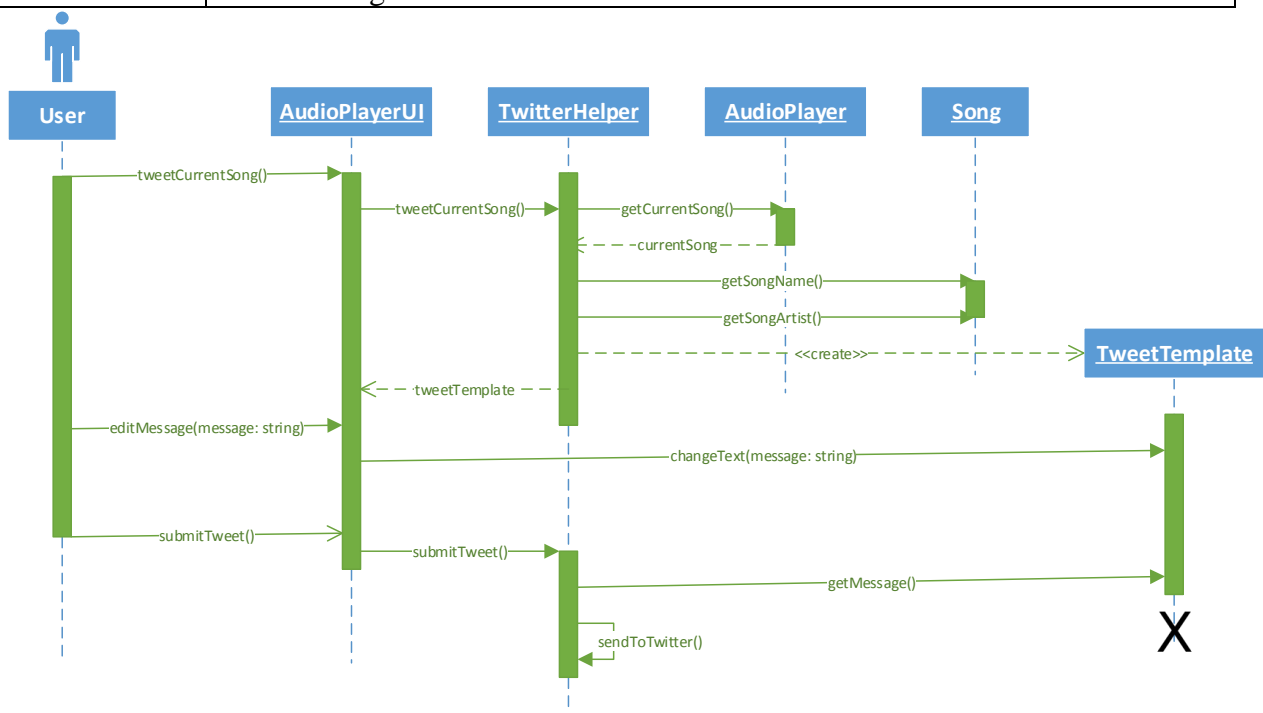 User
AudioPlayerUI
TwitterHelper
AudioPlayer
Song
tweetCurrentSong()
tweetCurrentSong()
getCurrentSong()
currentSong
getSongName()
getSongArtist()
<<create>>
TweetTemplate
tweetTemplate
editMessage(message: string)
changeText(message: string)
submitTweet()
submitTweet()
getMessage()
sendToTwitter()
X